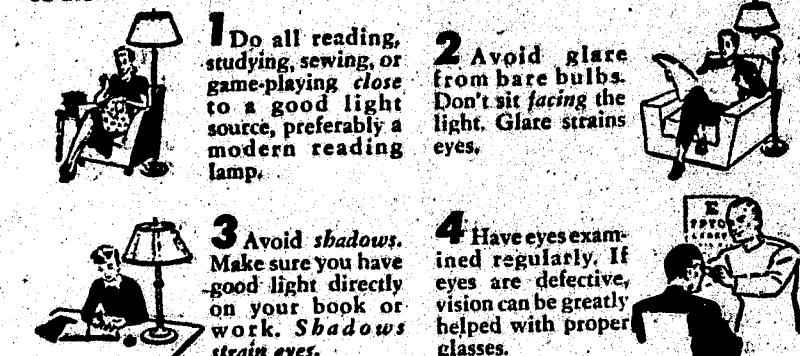 1 Do all reading,
studying, sewing, or
game-playing close
to a good light
source, preferably a
modern reading
lamp.
2 Avoid glare
from bare bulbs.
Don't sit facing the
light. Glare strains
eyes.
3 Avoid shadows.
Make sure you have
good light directly
on your book or
work. Shadows
strain eyes.
4 Have eyes exam-
ined regularly. If
eyes are defective,
vision can be greatly
helped with proper
glasses.
E